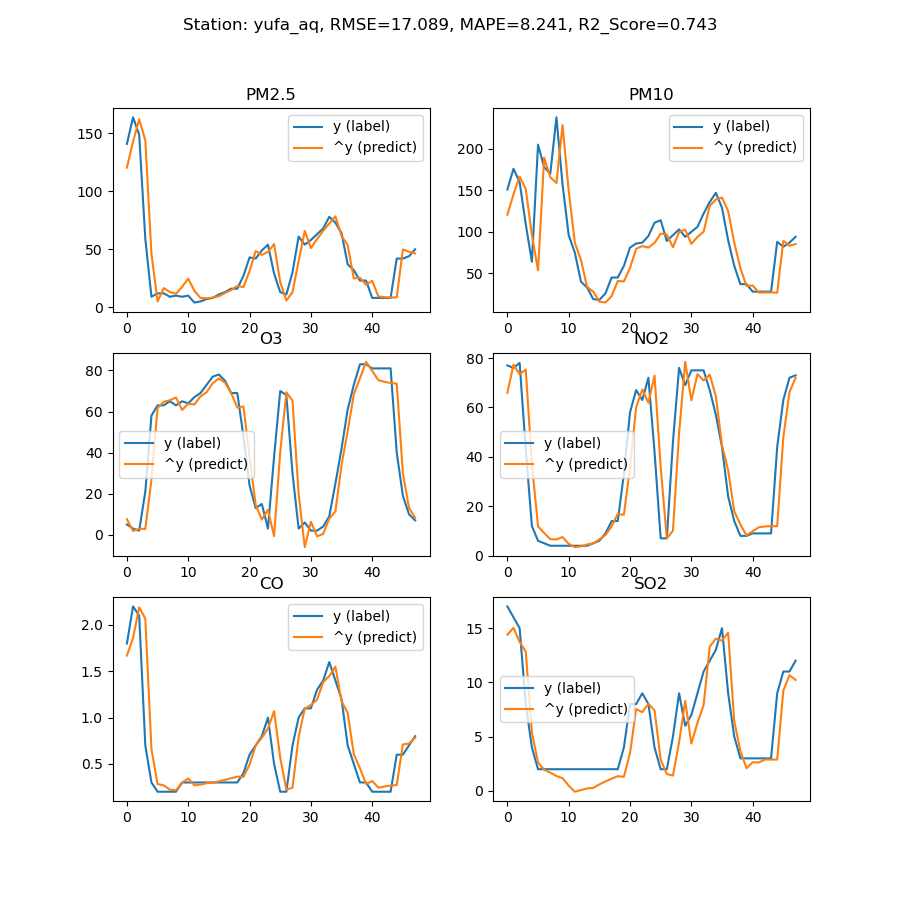 Station: yufa_aq, RMSE=17.089, MAPE=8.241, R2_Score=0.743
PM2.5
150
100
50
0
0 10 20 30 40
y (label)
^y (predict)
PM10
200
150
100
50
0 10 20 30 40
y (label)
^y (predict)
O3
80
60
40
20
0
0 10 20 30 40
y (label)
^y (predict)
NO2
80
60
40
20
0
0 10 20 30 40
y (label)
^y (predict)
CO
2.0
1.5
1.0
0.5
0 10 20 30 40
y (label)
^y (predict)
SO2
15
10
5
0
0 10 20 30 40
y (label)
^y (predict)